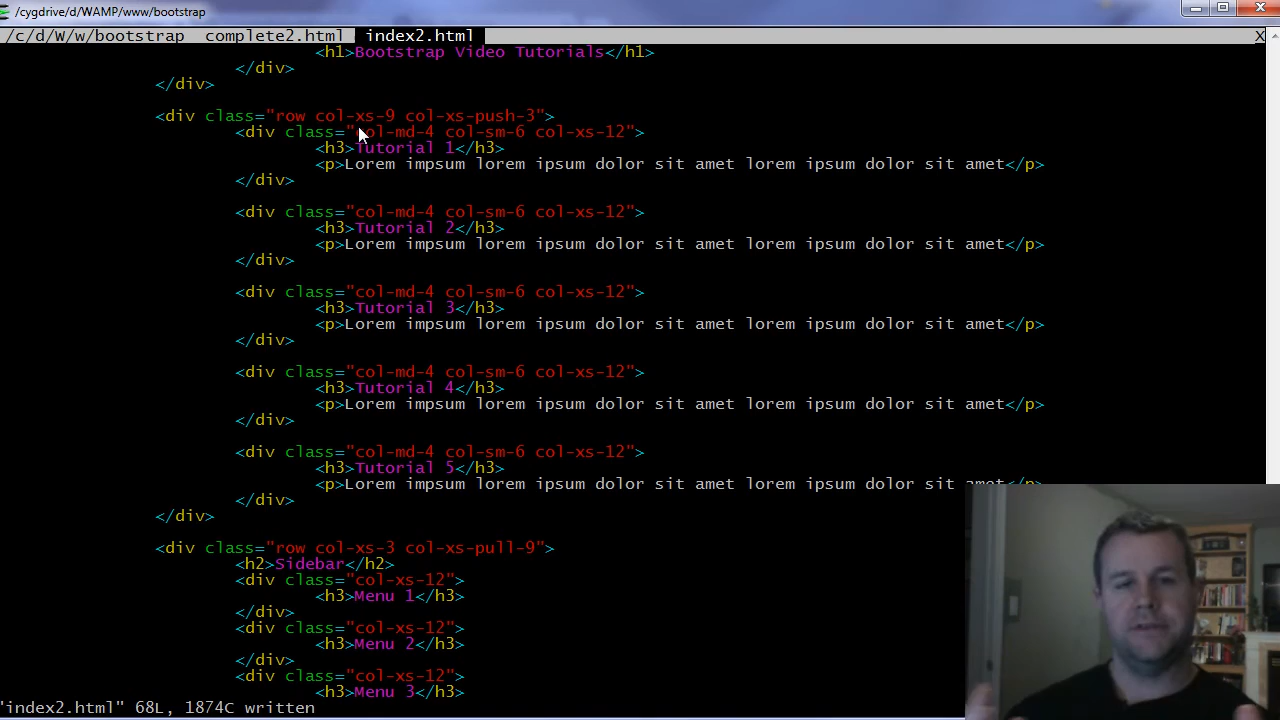 /cygdrive/d/WAMP/www/bootstrap
/c/d/W/w/bootstrap complete2.html index2.html X
<h1>Bootstrap Video Tutorials</h1>
</div>
</div>
<div class="row col-xs-9 col-xs-push-3">
<div class="col-md-4 col-sm-6 col-xs-12">
<h3>Tutorial 1</h3>
<p>Lorem impsum lorem ipsum dolor sit amet lorem ipsum dolor sit amet</p>
</div>
<div class="col-md-4 col-sm-6 col-xs-12">
<h3>Tutorial 2</h3>
<p>Lorem impsum lorem ipsum dolor sit amet lorem ipsum dolor sit amet</p>
</div>
<div class="col-md-4 col-sm-6 col-xs-12">
<h3>Tutorial 3</h3>
<p>Lorem impsum lorem ipsum dolor sit amet lorem ipsum dolor sit amet</p>
</div>
<div class="col-md-4 col-sm-6 col-xs-12">
<h3>Tutorial 4</h3>
<p>Lorem impsum lorem ipsum dolor sit amet lorem ipsum dolor sit amet</p>
</div>
<div class="col-md-4 col-sm-6 col-xs-12">
<h3>Tutorial 5</h3>
<p>Lorem impsum lorem ipsum dolor sit amet lorem ipsum dolor sit amet</p>
</div>
</div>
<div class="row col-xs-3 col-xs-pull-9">
<h2>Sidebar</h2>
<div class="col-xs-12">
<h3>Menu 1</h3>
</div>
<div class="col-xs-12">
<h3>Menu 2</h3>
</div>
<div class="col-xs-12">
<h3>Menu 3</h3>
"index2.html" 68L, 1874C written